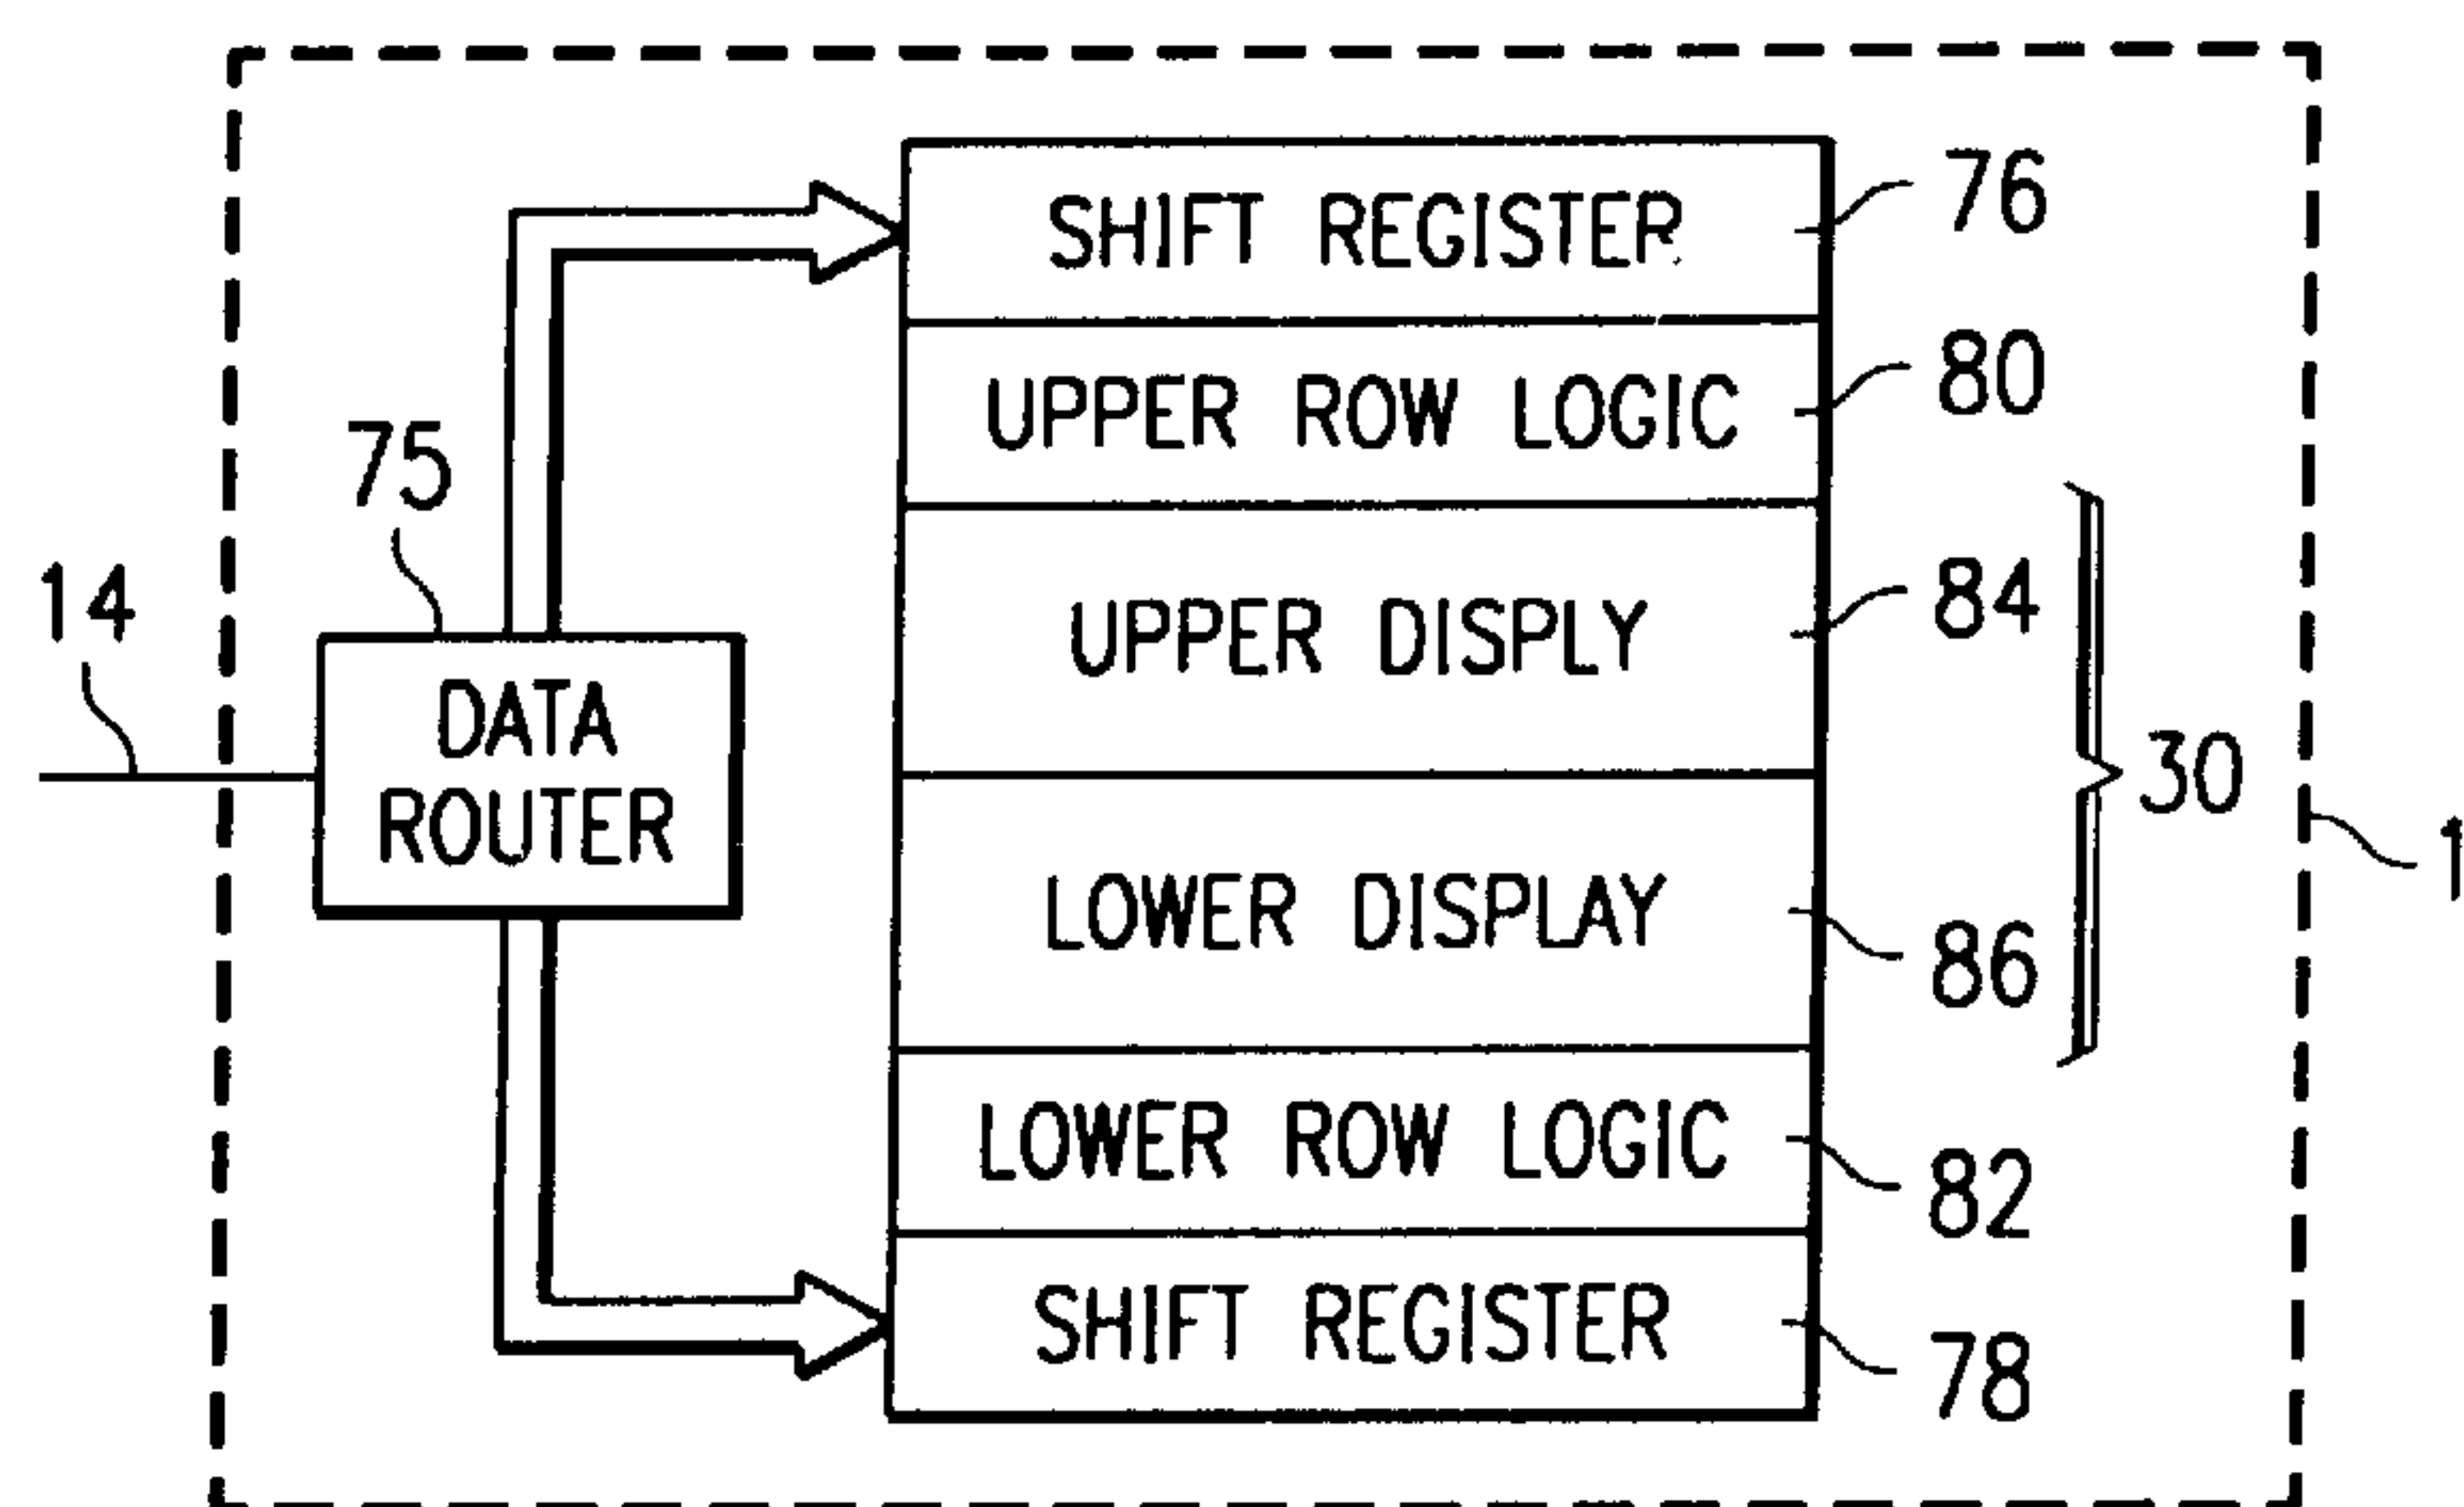 SHIFT REGISTER
76
UPPER ROW LOGIC
80
75
UPPER DISPLY
84
14
DATA
ROUTER
30
LOWER DISPLAY
86
LOWER ROW LOGIC
82
SHIFT REGISTER
78